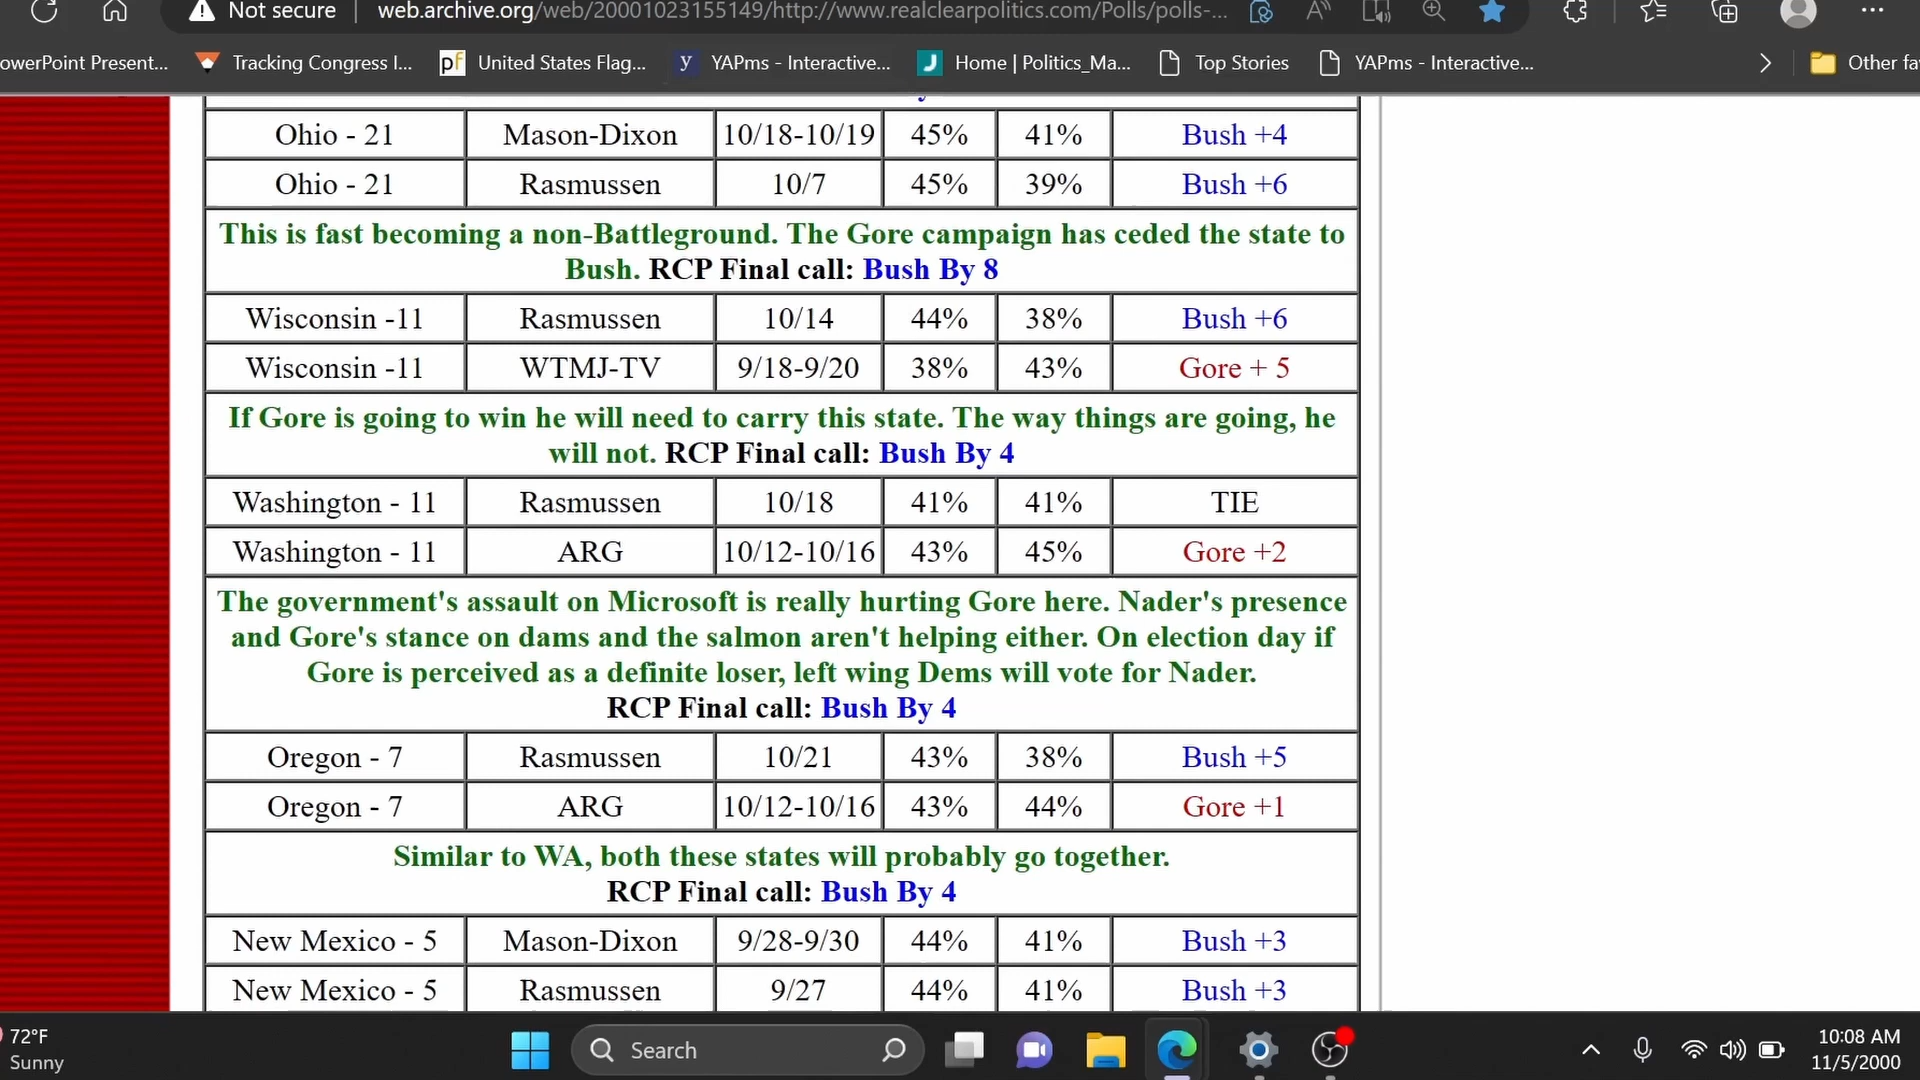 Not secure web.archive.org/web/20001023155149/http://www.realclearpolitics.com/Polls/polls-...
owerPoint Present... Tracking Congress I... pf United States Flag... y YAPms - Interactive... J Home | Politics_Ma... Top Stories YAPms - Interactive... Other fa
Ohio - 21 Mason-Dixon 10/18-10/19 45% 41% Bush +4
Ohio - 21 Rasmussen 10/7 45% 39% Bush +6
This is fast becoming a non-Battleground. The Gore campaign has ceded the state to
Bush. RCP Final call: Bush By 8
Wisconsin -11 Rasmussen 10/14 44% 38% Bush +6
Wisconsin -11 WTMJ-TV 9/18-9/20 38% 43% Gore + 5
If Gore is going to win he will need to carry this state. The way things are going, he
will not. RCP Final call: Bush By 4
Washington - 11 Rasmussen 10/18 41% 41% TIE
Washington - 11 ARG 10/12-10/16 43% 45% Gore +2
The government's assault on Microsoft is really hurting Gore here. Nader's presence
and Gore's stance on dams and the salmon aren't helping either. On election day if
Gore is perceived as a definite loser, left wing Dems will vote for Nader.
RCP Final call: Bush By 4
Oregon - 7 Rasmussen 10/21 43% 38% Bush +5
Oregon - 7 ARG 10/12-10/16 43% 44% Gore +1
Similar to WA, both these states will probably go together.
RCP Final call: Bush By 4
New Mexico - 5 Mason-Dixon 9/28-9/30 44% 41% Bush +3
New Mexico - 5 Rasmussen 9/27 44% 41% Bush +3
72°F
Sunny
Search
10:08 AM
11/5/2000